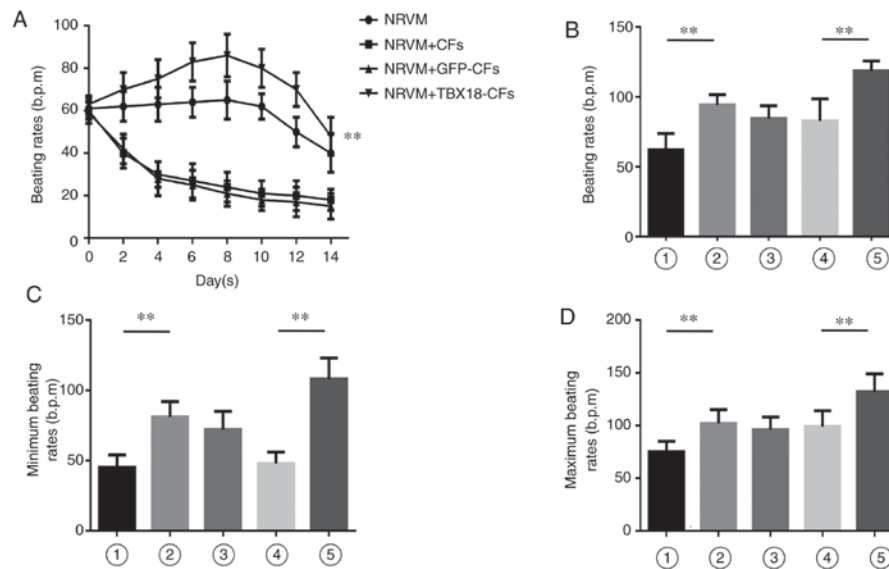 A
Beating rates (b.p.m)
100
80
60
40
20
0
0 2 4 6 8 10 12 14
Day(s)
**
NRVM
NRVM+CFs
NRVM+GFP-CFs
NRVM+TBX18-CFs
B
Beating rates (b.p.m)
150
100
50
0
** **
① ② ③ ④ ⑤
C
Minimum beating
rates (b.p.m)
150
100
50
0
** **
① ② ③ ④ ⑤
D
Maximum beating
rates (b.p.m)
200
150
100
50
0
** **
① ② ③ ④ ⑤